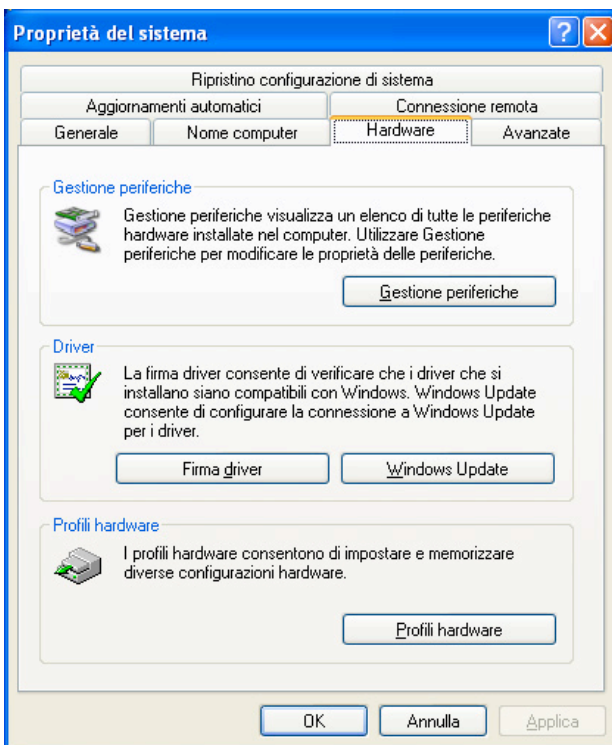 Proprietà del sistema
Ripristino configurazione di sistema
Aggiornamenti automatici Connessione remota
Generale Nome computer Hardware Avanzate
Gestione periferiche
Gestione periferiche visualizza un elenco di tutte le periferiche
hardware installate nel computer. Utilizzare Gestione
periferiche per modificare le proprietà delle periferiche.
Gestione periferiche
Driver
La firma driver consente di verificare che i driver che si
installano siano compatibili con Windows. Windows Update
consente di configurare la connessione a Windows Update
per i driver.
Firma driver Windows Update
Profili hardware
I profili hardware consentono di impostare e memorizzare
diverse configurazioni hardware.
Profili hardware
OK Annulla Applica